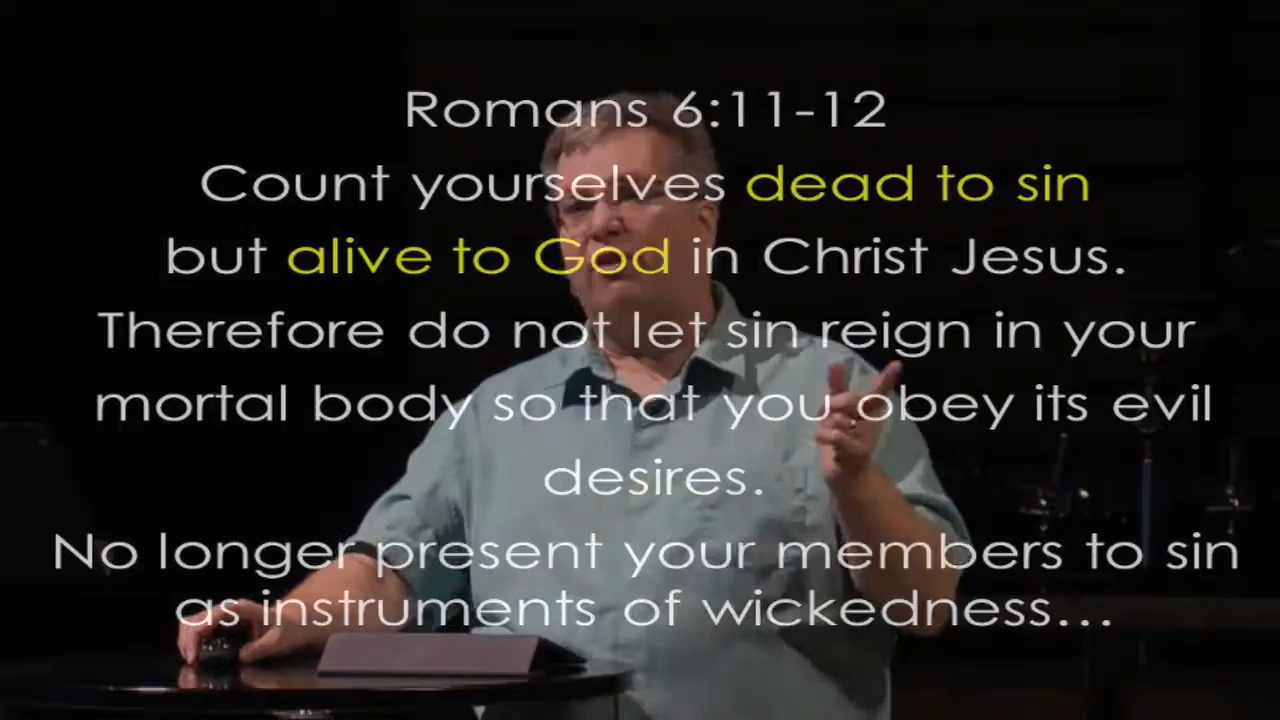 Romans 6:11-12
Count yourselves dead to sin
but alive to God in Christ Jesus.
Therefore do not let sin reign in your
mortal body so that you obey its evil
desires.
No longer present your members to sin
as instruments of wickedness...